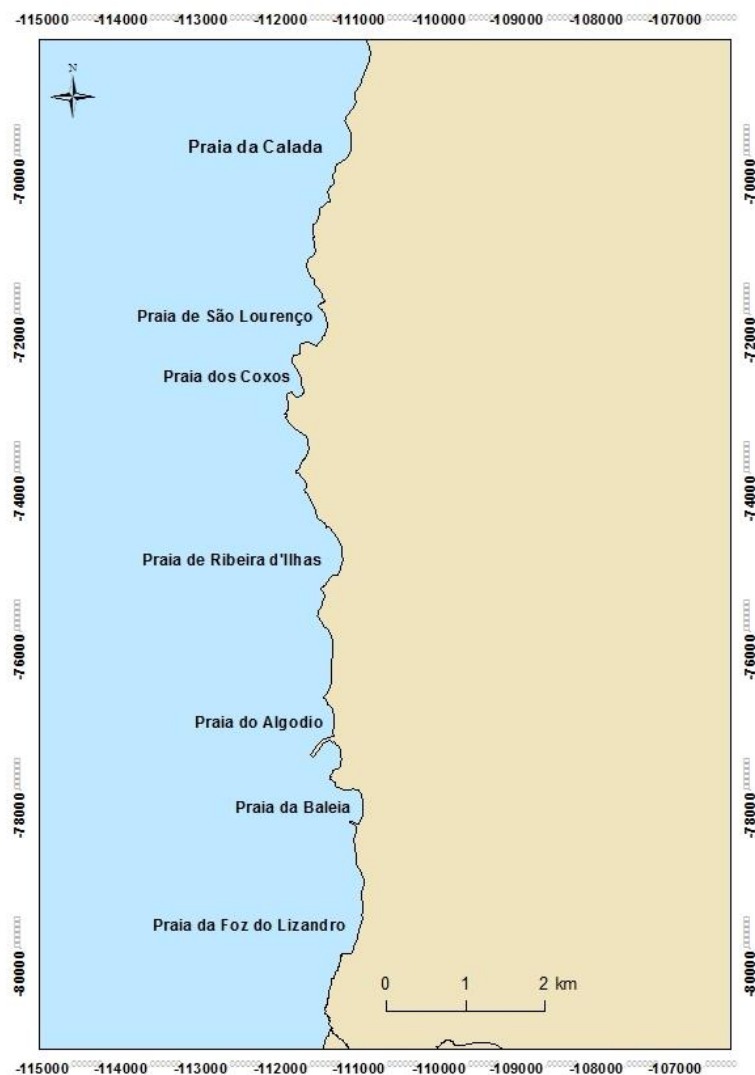 -115000 -114000 -113000 -112000 -111000 -110000 -109000 -108000 -107000
N
Praia da Calada
-70000 -70000
Praia de São Lourenço
-72000 -72000
Praia dos Coxos
-74000 -74000
Praia de Ribeira d'Ilhas
-76000 -76000
Praia do Algodio
-78000 -78000
Praia da Baleia
Praia da Foz do Lizandro
-80000 -80000
0 1 2 km
-115000 -114000 -113000 -112000 -111000 -110000 -109000 -108000 -107000